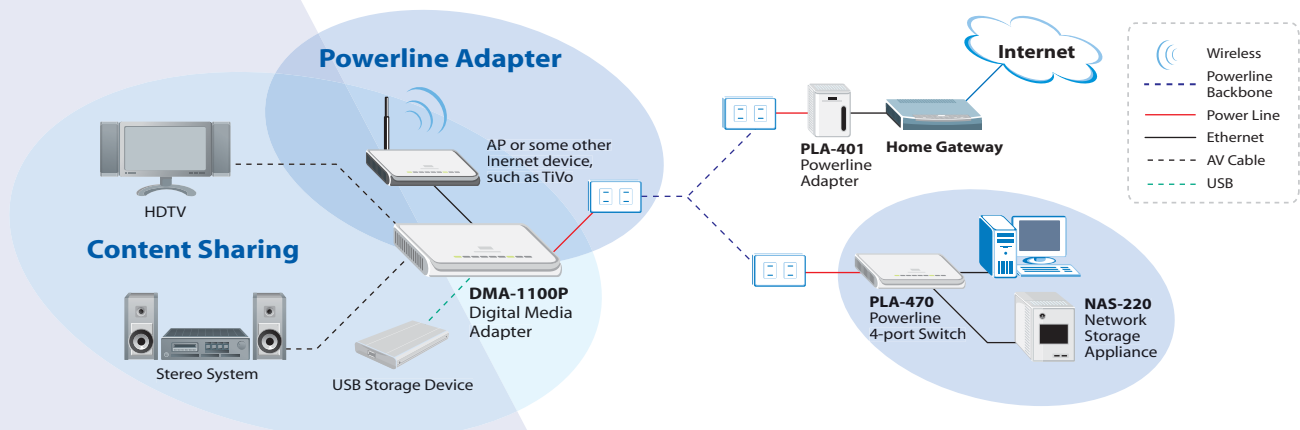 Powerline Adapter
AP or some other
Inernet device,
such as TiVo
HDTV
Content Sharing
DMA-1100P
Digital Media
Adapter
Stereo System
USB Storage Device
Internet
PLA-401
Powerline
Adapter
Home Gateway
PLA-470
Powerline
4-port Switch
NAS-220
Network
Storage
Appliance
Wireless
Powerline
Backbone
Power Line
Ethernet
AV Cable
USB